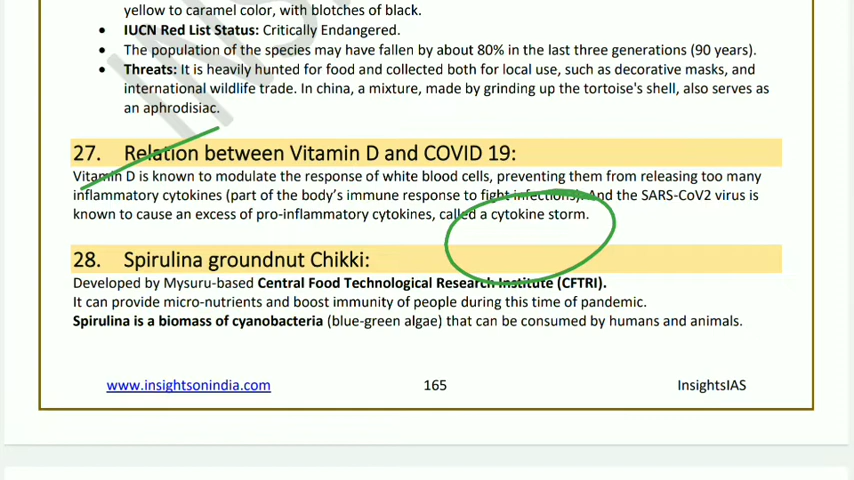 yellow to caramel color, with blotches of black.
• IUCN Red List Status: Critically Endangered.
• The population of the species may have fallen by about 80% in the last three generations (90 years).
• Threats: It is heavily hunted for food and collected both for local use, such as decorative masks, and
international wildlife trade. In china, a mixture, made by grinding up the tortoise's shell, also serves as
an aphrodisiac.
27. Relation between Vitamin D and COVID 19:
Vitamin D is known to modulate the response of white blood cells, preventing them from releasing too many
inflammatory cytokines (part of the body's immune response to fight infections). And the SARS-CoV2 virus is
known to cause an excess of pro-inflammatory cytokines, called a cytokine storm.
28. Spirulina groundnut Chikki:
Developed by Mysuru-based Central Food Technological Research Institute (CFTRI).
It can provide micro-nutrients and boost immunity of people during this time of pandemic.
Spirulina is a biomass of cyanobacteria (blue-green algae) that can be consumed by humans and animals.
www.insightsonindia.com 165 InsightsIAS